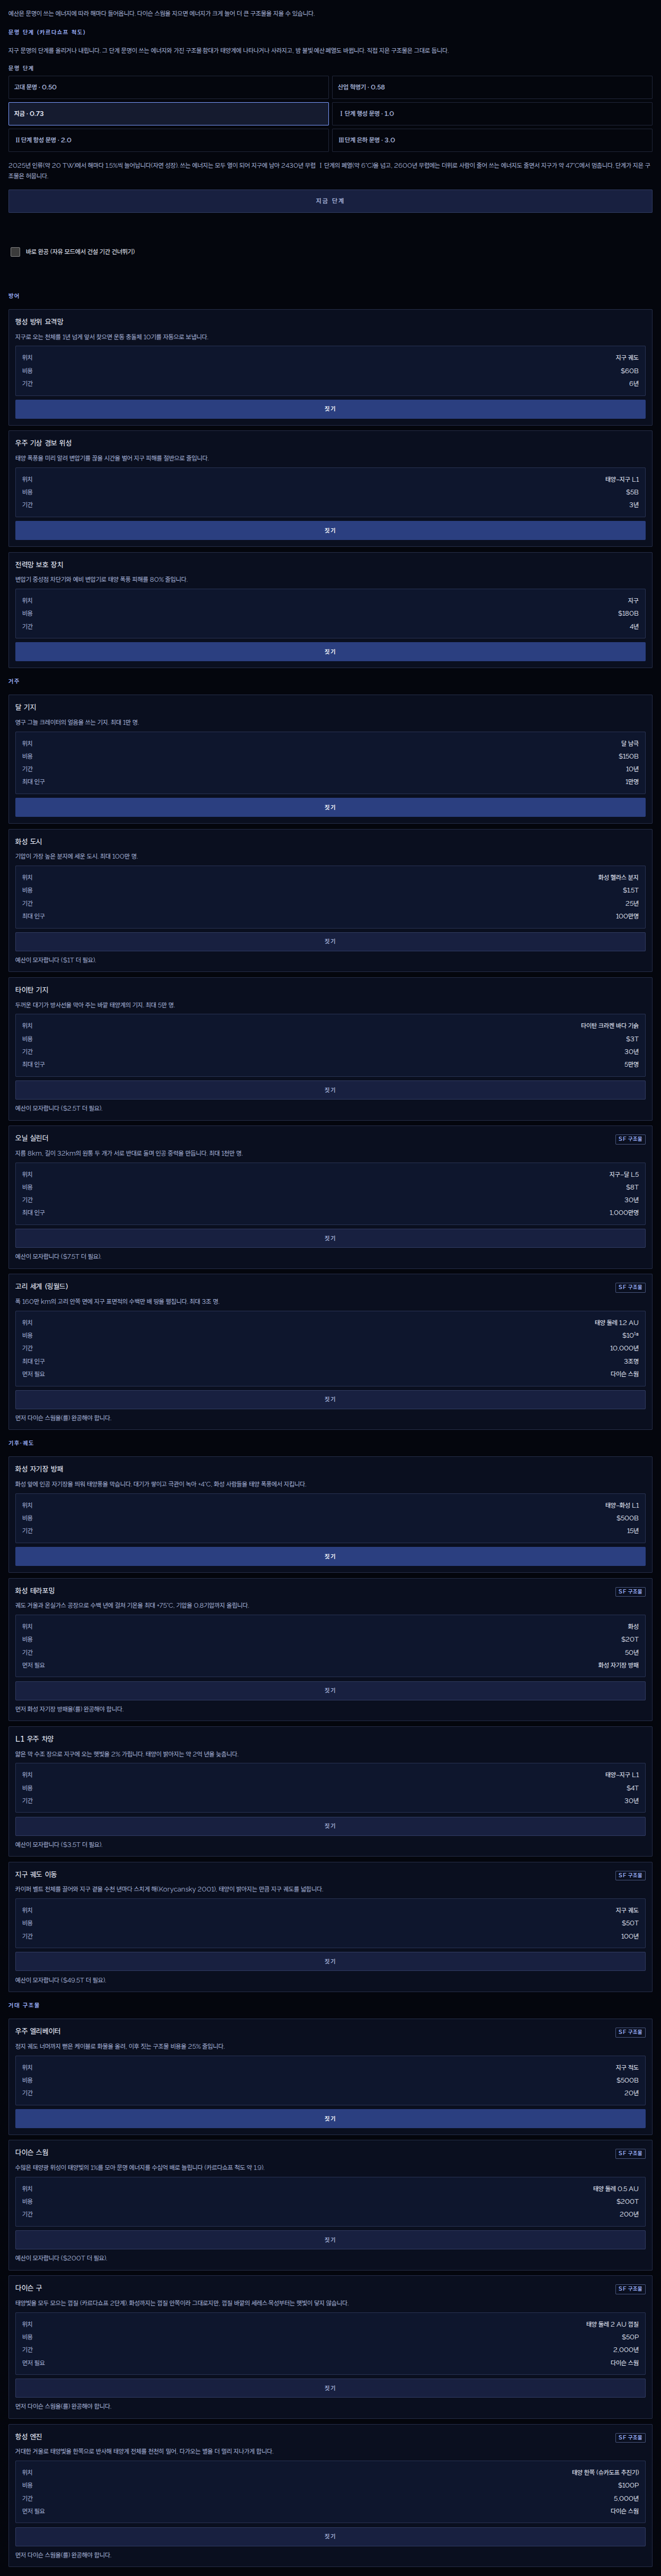 예산은 문명이 쓰는 에너지에 따라 해마다 들어옵니다. 다이슨 스웜을 지으면 에너지가 크게 늘어 더 큰 구조물을 지을 수 있습니다.
문명 단계 (카르다쇼프 척도)
지구 문명의 단계를 올리거나 내립니다. 그 단계 문명이 쓰는 에너지와 가진 구조물·함대가 태양계에 나타나거나 사라지고, 밤 불빛·예산·폐열도 바뀝니다. 직접 지은 구조물은 그대로 둡니다.
문명 단계
고대 문명 · 0.50
산업 혁명기 · 0.58
지금 · 0.73
Ⅰ단계 행성 문명 · 1.0
Ⅱ단계 항성 문명 · 2.0
Ⅲ단계 은하 문명 · 3.0
2025년 인류(약 20 TW)에서 해마다 1.5%씩 늘어납니다(자연 성장). 쓰는 에너지는 모두 열이 되어 지구에 남아 2430년 무렵 Ⅰ단계의 폐열(약 6°C)을 넘고, 2600년 무렵에는 더위로 사람이 줄어 쓰는 에너지도 줄면서 지구가 약 47°C에서 멈춥니다. 단계가 지은 구
조물은 허뭅니다.
지금 단계
바로 완공 (자유 모드에서 건설 기간 건너뛰기)
방어
행성 방위 요격망
지구로 오는 천체를 1년 넘게 앞서 찾으면 운동 충돌체 10기를 자동으로 보냅니다.
위치 지구 궤도
비용 $60B
기간 6년
짓기
우주 기상 경보 위성
태양 폭풍을 미리 알려 변압기를 끊을 시간을 벌어 지구 피해를 절반으로 줄입니다.
위치 태양–지구 L1
비용 $5B
기간 3년
짓기
전력망 보호 장치
변압기 중성점 차단기와 예비 변압기로 태양 폭풍 피해를 80% 줄입니다.
위치 지구
비용 $180B
기간 4년
짓기
거주
달 기지
영구 그늘 크레이터의 얼음을 쓰는 기지. 최대 1만 명.
위치 달 남극
비용 $150B
기간 10년
최대 인구 1만명
짓기
화성 도시
기압이 가장 높은 분지에 세운 도시. 최대 100만 명.
위치 화성 헬라스 분지
비용 $1.5T
기간 25년
최대 인구 100만명
짓기
예산이 모자랍니다 ($1T 더 필요).
타이탄 기지
두꺼운 대기가 방사선을 막아 주는 바깥 태양계의 기지. 최대 5만 명.
위치 타이탄 크라켄 바다 기슭
비용 $3T
기간 30년
최대 인구 5만명
짓기
예산이 모자랍니다 ($2.5T 더 필요).
오닐 실린더 SF 구조물
지름 8km, 길이 32km의 원통 두 개가 서로 반대로 돌며 인공 중력을 만듭니다. 최대 1천만 명.
위치 지구–달 L5
비용 $8T
기간 30년
최대 인구 1,000만명
짓기
예산이 모자랍니다 ($7.5T 더 필요).
고리 세계 (링월드) SF 구조물
폭 160만 km의 고리 안쪽 면에 지구 표면적의 수백만 배 땅을 펼칩니다. 최대 3조 명.
위치 태양 둘레 1.2 AU
비용
기간 10,000년
최대 인구 3조명
먼저 필요 다이슨 스웜
짓기
먼저 다이슨 스웜을(를) 완공해야 합니다.
기후·궤도
화성 자기장 방패
화성 앞에 인공 자기장을 띄워 태양풍을 막습니다. 대기가 쌓이고 극관이 녹아 +4°C, 화성 사람들을 태양 폭풍에서 지킵니다.
위치 태양–화성 L1
비용 $500B
기간 15년
짓기
화성 테라포밍 SF 구조물
궤도 거울과 온실가스 공장으로 수백 년에 걸쳐 기온을 최대 +75°C, 기압을 0.8기압까지 올립니다.
위치 화성
비용 $20T
기간 50년
먼저 필요 화성 자기장 방패
짓기
먼저 화성 자기장 방패을(를) 완공해야 합니다.
L1 우주 차양
얇은 막 수조 장으로 지구에 오는 햇빛을 2% 가립니다. 태양이 밝아지는 약 2억 년을 늦춥니다.
위치 태양–지구 L1
비용 $4T
기간 30년
짓기
예산이 모자랍니다 ($3.5T 더 필요).
지구 궤도 이동 SF 구조물
카이퍼 벨트 천체를 끌어와 지구 곁을 수천 년마다 스치게 해(Korycansky 2001), 태양이 밝아지는 만큼 지구 궤도를 넓힙니다.
위치 지구 궤도
비용 $50T
기간 100년
짓기
예산이 모자랍니다 ($49.5T 더 필요).
거대 구조물
우주 엘리베이터 SF 구조물
정지 궤도 너머까지 뻗은 케이블로 화물을 올려, 이후 짓는 구조물 비용을 25% 줄입니다.
위치 지구 적도
비용 $500B
기간 20년
짓기
다이슨 스웜 SF 구조물
수많은 태양광 위성이 태양빛의 1%를 모아 문명 에너지를 수십억 배로 늘립니다 (카르다쇼프 척도 약 1.9).
위치 태양 둘레 0.5 AU
비용 $200T
기간 200년
짓기
예산이 모자랍니다 ($200T 더 필요).
다이슨 구 SF 구조물
태양빛을 모두 모으는 껍질 (카르다쇼프 2단계). 화성까지는 껍질 안쪽이라 그대로지만, 껍질 바깥의 세레스·목성부터는 햇빛이 닿지 않습니다.
위치 태양 둘레 2 AU 껍질
비용 $50P
기간 2,000년
먼저 필요 다이슨 스웜
짓기
먼저 다이슨 스웜을(를) 완공해야 합니다.
항성 엔진 SF 구조물
거대한 거울로 태양빛을 한쪽으로 반사해 태양계 전체를 천천히 밀어, 다가오는 별을 더 멀리 지나가게 합니다.
위치 태양 한쪽 (슈카도프 추진기)
비용 $100P
기간 5,000년
먼저 필요 다이슨 스웜
짓기
먼저 다이슨 스웜을(를) 완공해야 합니다.